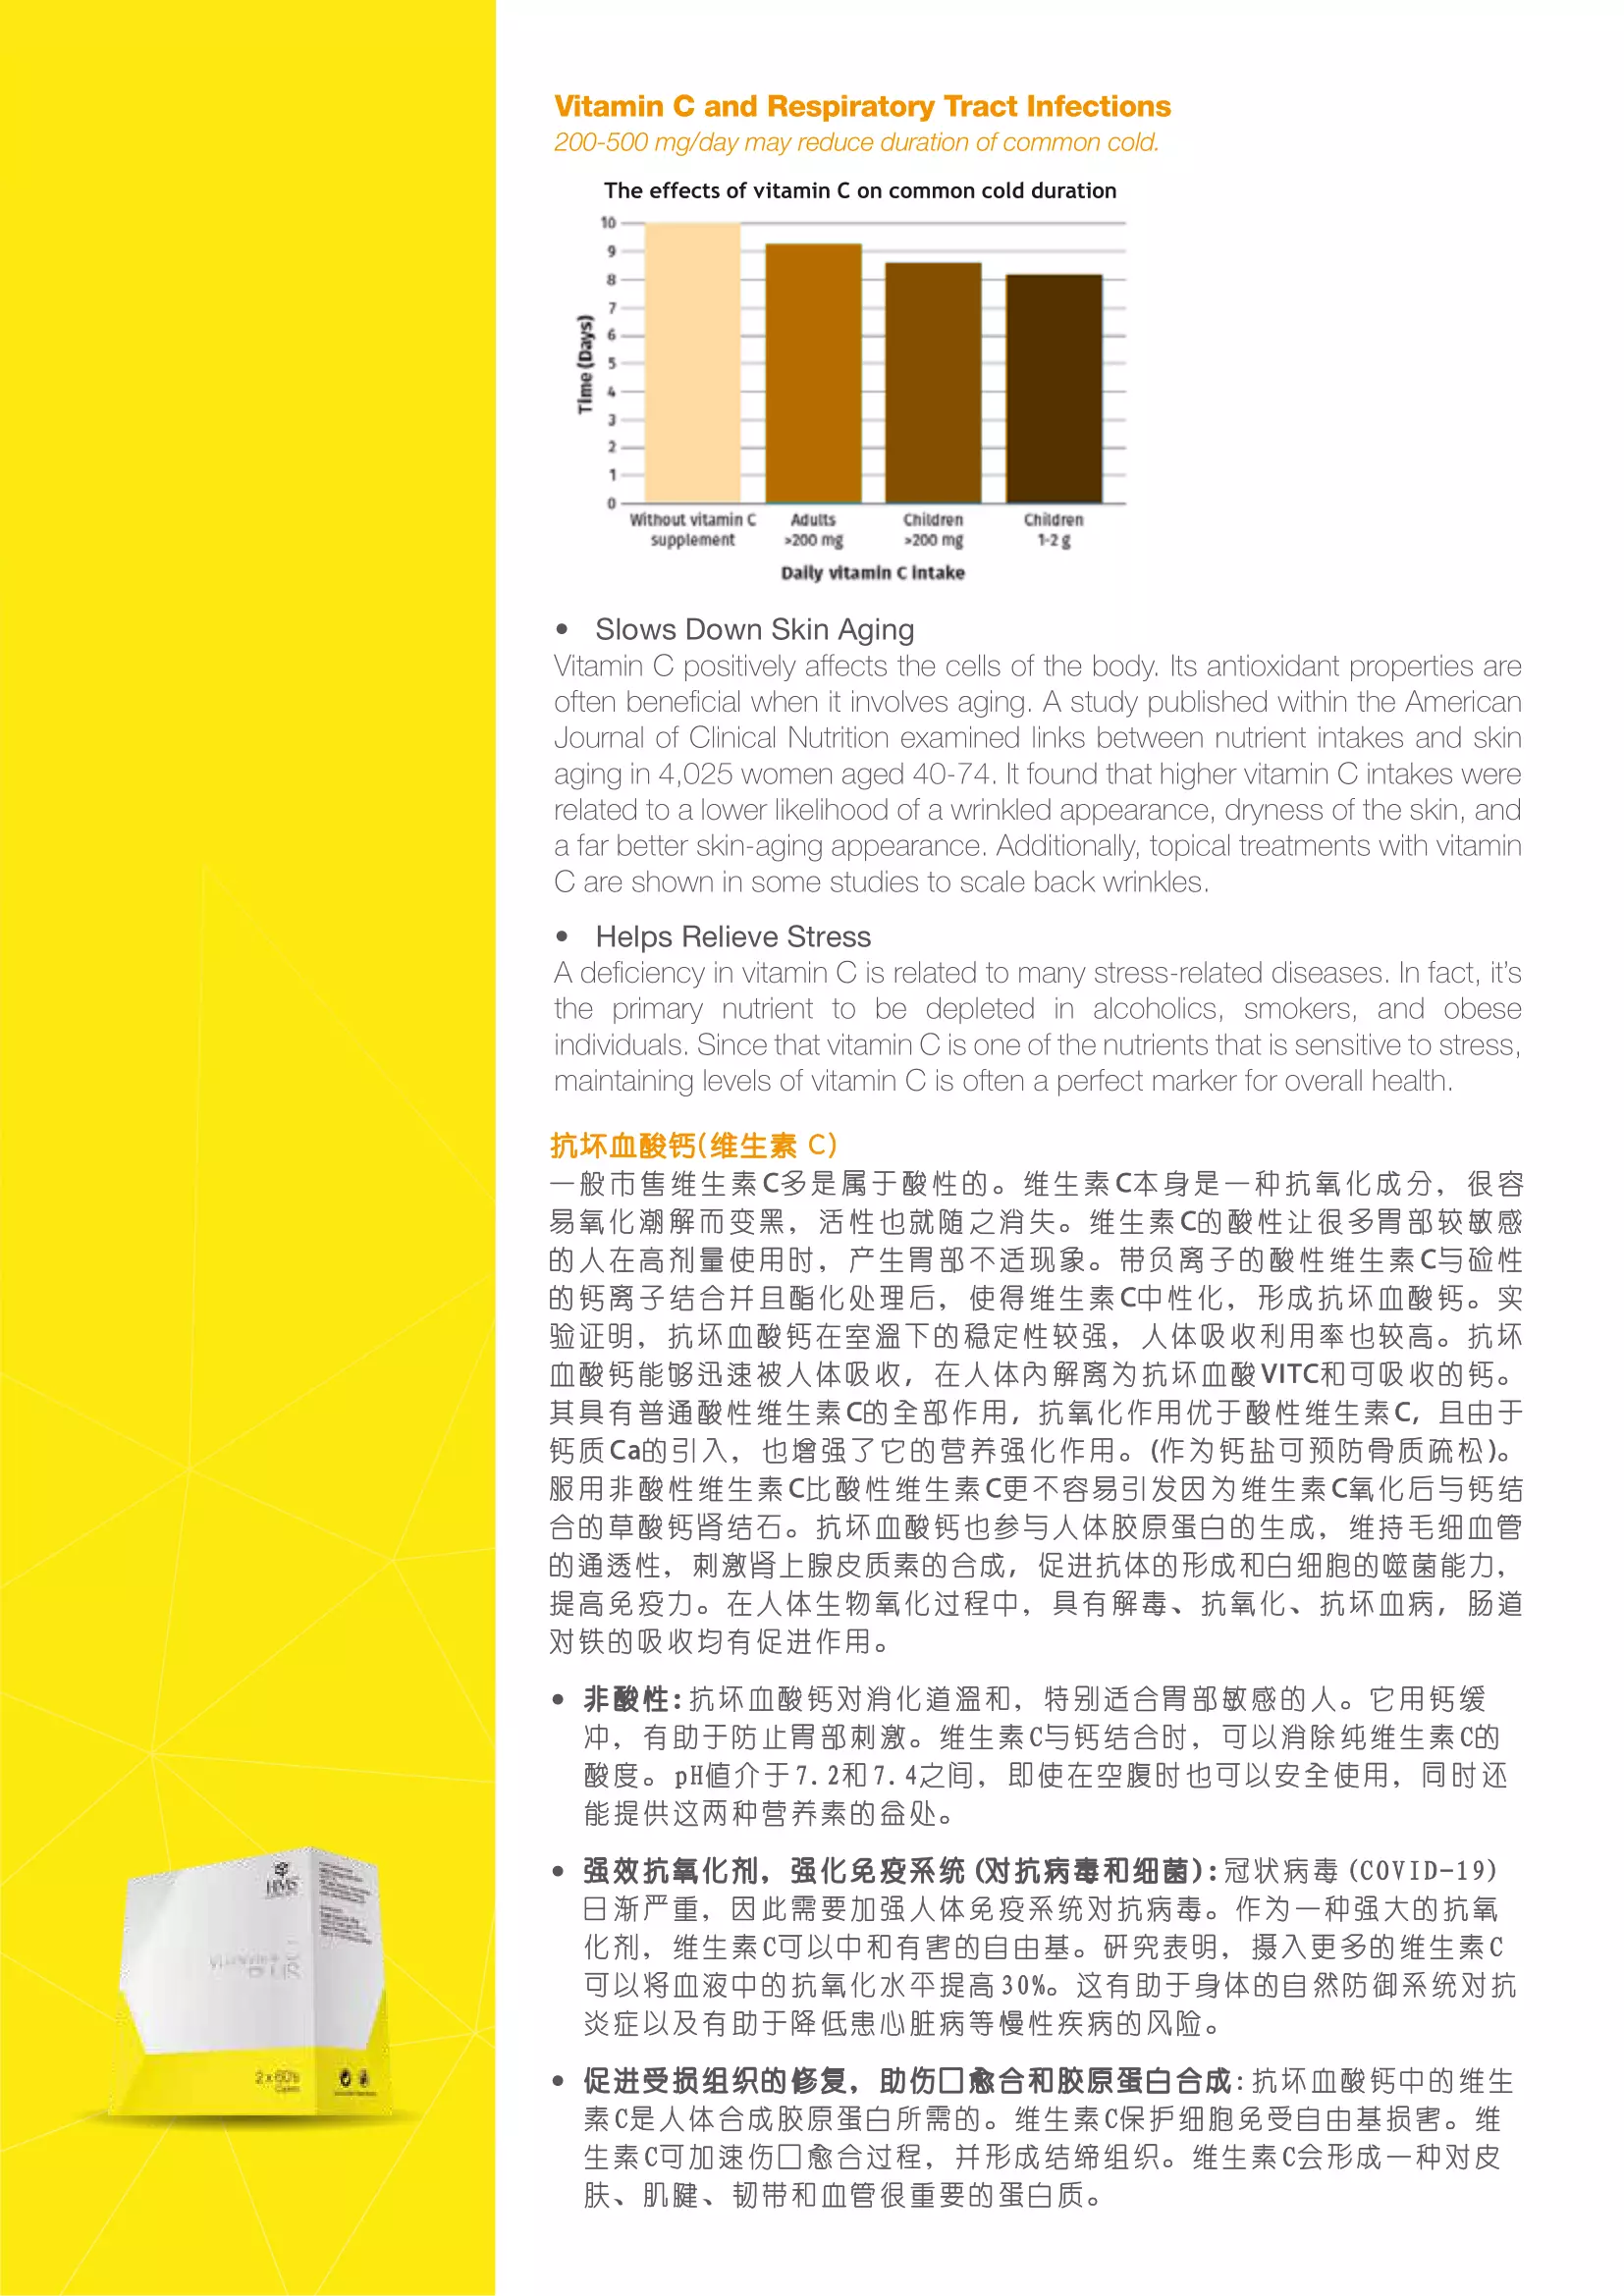 Vitamin C and Respiratory Tract Infections
200-500 mg/day may reduce duration of common cold.
The effects of vitamin C on common cold duration
10
9
8
7
6
5
4
3
2
1
0
Time (Days)
Without vitamin C supplement
Adults >200 mg
Children >200 mg
Children 1-2 g
Daily vitamin C intake
• Slows Down Skin Aging
Vitamin C positively affects the cells of the body. Its antioxidant properties are
often beneficial when it involves aging. A study published within the American
Journal of Clinical Nutrition examined links between nutrient intakes and skin
aging in 4,025 women aged 40-74. It found that higher vitamin C intakes were
related to a lower likelihood of a wrinkled appearance, dryness of the skin, and
a far better skin-aging appearance. Additionally, topical treatments with vitamin
C are shown in some studies to scale back wrinkles.
• Helps Relieve Stress
A deficiency in vitamin C is related to many stress-related diseases. In fact, it’s
the primary nutrient to be depleted in alcoholics, smokers, and obese
individuals. Since that vitamin C is one of the nutrients that is sensitive to stress,
maintaining levels of vitamin C is often a perfect marker for overall health.
抗坏血酸钙(维生素 C)
一般市售维生素C多是属于酸性的。维生素C本身是一种抗氧化成分，很容
易氧化潮解而变黑，活性也就随之消失。维生素C的酸性让很多胃部较敏感
的人在高剂量使用时，产生胃部不适现象。带负离子的酸性维生素C与硷性
的钙离子结合并且酯化处理后，使得维生素C中性化，形成抗坏血酸钙。实
验证明，抗坏血酸钙在室温下的稳定性较强，人体吸收利用率也较高。抗坏
血酸钙能够迅速被人体吸收，在人体内解离为抗坏血酸VITC和可吸收的钙。
其具有普通酸性维生素C的全部作用，抗氧化作用优于酸性维生素C，且由于
钙质Ca的引入，也增强了它的营养强化作用。(作为钙盐可预防骨质疏松)。
服用非酸性维生素C比酸性维生素C更不容易引发因为维生素C氧化后与钙结
合的草酸钙肾结石。抗坏血酸钙也参与人体胶原蛋白的生成，维持毛细血管
的通透性，刺激肾上腺皮质素的合成，促进抗体的形成和白细胞的噬菌能力，
提高免疫力。在人体生物氧化过程中，具有解毒、抗氧化、抗坏血病，肠道
对铁的吸收均有促进作用。
• 非酸性:抗坏血酸钙对消化道温和，特别适合胃部敏感的人。它用钙缓
冲，有助于防止胃部刺激。维生素C与钙结合时，可以消除纯维生素C的
酸度。pH值介于7.2和7.4之间，即使在空腹时也可以安全使用，同时还
能提供这两种营养素的益处。
• 强效抗氧化剂，强化免疫系统(对抗病毒和细菌):冠状病毒(COVID-19)
日渐严重，因此需要加强人体免疫系统对抗病毒。作为一种强大的抗氧
化剂，维生素C可以中和有害的自由基。研究表明，摄入更多的维生素C
可以将血液中的抗氧化水平提高30%。这有助于身体的自然防御系统对抗
炎症以及有助于降低患心脏病等慢性疾病的风险。
• 促进受损组织的修复，助伤口愈合和胶原蛋白合成:抗坏血酸钙中的维生
素C是人体合成胶原蛋白所需的。维生素C保护细胞免受自由基损害。维
生素C可加速伤口愈合过程，并形成结缔组织。维生素C会形成一种对皮
肤、肌腱、韧带和血管很重要的蛋白质。
HMS
2 x 60's